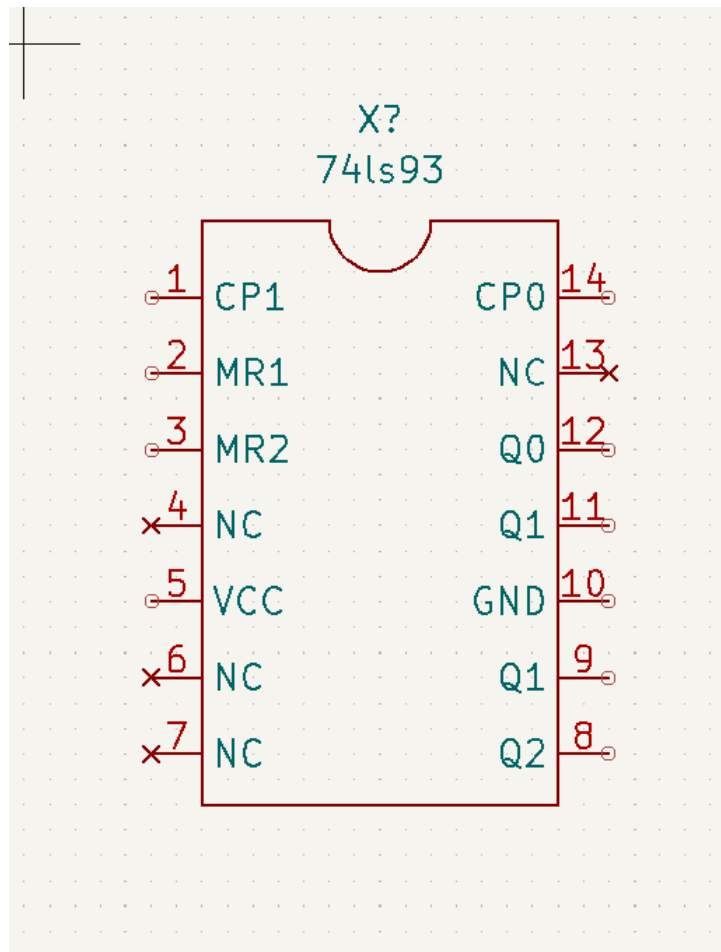 X?
74ls93
1 CP1 CP0 14
2 MR1 NC 13
3 MR2 Q0 12
4 NC Q1 11
5 VCC GND 10
6 NC Q1 9
7 NC Q2 8